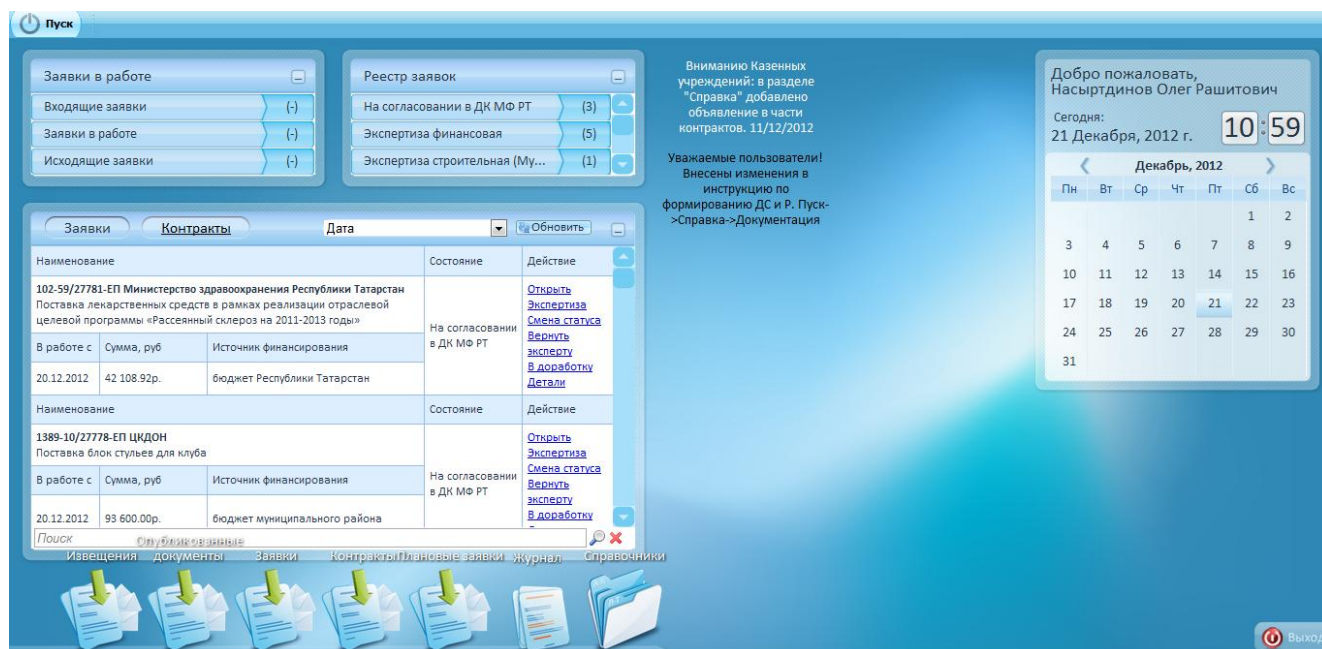 Пуск
Заявки в работе
Входящие заявки (-)
Заявки в работе (-)
Исходящие заявки (-)
Реестр заявок
На согласовании в ДК МФ РТ (3)
Экспертиза финансовая (5)
Экспертиза строительная (Му... (1)
Вниманию Казенных
учреждений: в разделе
"Справка" добавлено
объявление в части
контрактов. 11/12/2012
Уважаемые пользователи!
Внесены изменения в
инструкцию по
формированию ДС и Р. Пуск-
>Справка->Документация
Добро пожаловать,
Насыртдинов Олег Рашитович
Сегодня:
21 Декабря, 2012 г.
10:59
Декабрь, 2012
Пн Вт Ср Чт Пт Сб Вс
1 2
3 4 5 6 7 8 9
10 11 12 13 14 15 16
17 18 19 20 21 22 23
24 25 26 27 28 29 30
31
Заявки Контракты Дата Обновить
Наименование Состояние Действие
102-59/27781-ЕП Министерство здравоохранения Республики Татарстан
Поставка лекарственных средств в рамках реализации отраслевой
целевой программы «Рассеянный склероз на 2011-2013 годы»
В работе с Сумма, руб Источник финансирования
20.12.2012 42 108.92р. бюджет Республики Татарстан
На согласовании
в ДК МФ РТ
Открыть
Экспертиза
Смена статуса
Вернуть
эксперту
В доработку
Детали
Наименование Состояние Действие
1389-10/27778-ЕП ЦКДОН
Поставка блок стульев для клуба
В работе с Сумма, руб Источник финансирования
20.12.2012 93 600.00р. бюджет муниципального района
На согласовании
в ДК МФ РТ
Открыть
Экспертиза
Смена статуса
Вернуть
эксперту
В доработку
Поиск
Извещения
Опубликованные
документы
Заявки
Контракты
Плановые заявки
Журнал
Справочники
Выход